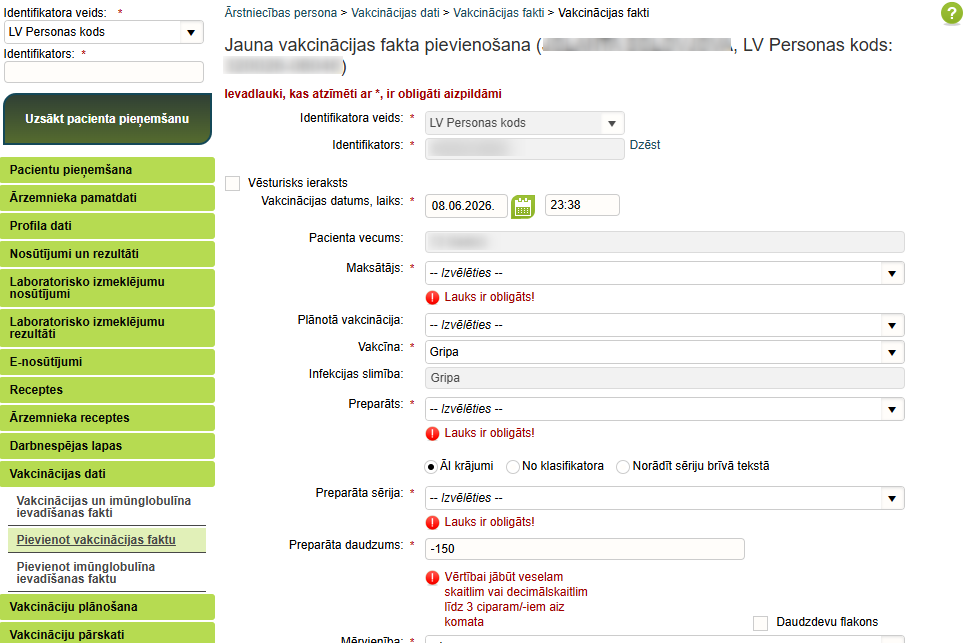 Identifikatora veids: *
LV Personas kods
Identifikators: *
Uzsākt pacienta pieņemšanu
Pacientu pieņemšana
Ārzemnieka pamatdati
Profila dati
Nosūtījumi un rezultāti
Laboratorisko izmeklējumu
nosūtījumi
Laboratorisko izmeklējumu
rezultāti
E-nosūtījumi
Receptes
Ārzemnieka receptes
Darbnespējas lapas
Vakcinācijas dati
Vakcinācijas un imūnglobulīna
ievadīšanas fakti
Pievienot vakcinācijas faktu
Pievienot imūnglobulīna
ievadīšanas faktu
Vakcināciju plānošana
Vakcināciju pārskati
Ārstniecības persona > Vakcinācijas dati > Vakcinācijas fakti > Vakcinācijas fakti
?
Jauna vakcinācijas fakta pievienošana (, LV Personas kods:
)
Ievadlauki, kas atzīmēti ar *, ir obligāti aizpildāmi
Identifikatora veids: * LV Personas kods
Identifikators: * Dzēst
Vēsturisks ieraksts
Vakcinācijas datums, laiks: * 08.06.2026. 23:38
Pacienta vecums:
Maksātājs: * -- Izvēlēties --
Lauks ir obligāts!
Plānotā vakcinācija: -- Izvēlēties --
Vakcīna: * Gripa
Infekcijas slimība: Gripa
Preparāts: * -- Izvēlēties --
Lauks ir obligāts!
ĀI krājumi No klasifikatora Norādīt sēriju brīvā tekstā
Preparāta sērija: * -- Izvēlēties --
Lauks ir obligāts!
Preparāta daudzums: * -150
Vērtībai jābūt veselam
skaitlim vai decimālskaitlim
līdz 3 ciparam/-iem aiz
komata
Daudzdevu flakons
Mērvienība: *